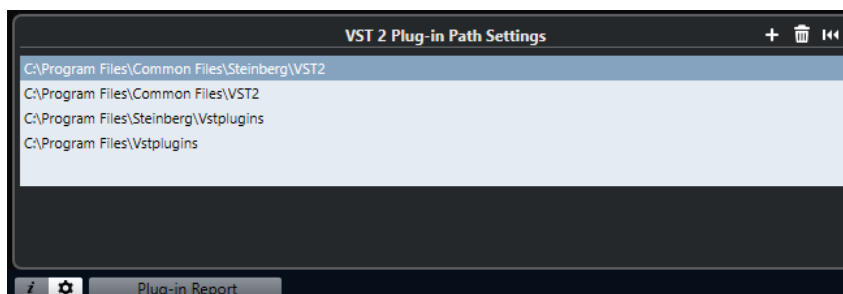 VST 2 Plug-in Path Settings
C:\Program Files\Common Files\Steinberg\VST2
C:\Program Files\Common Files\VST2
C:\Program Files\Steinberg\Vstplugins
C:\Program Files\Vstplugins
i Plug-in Report